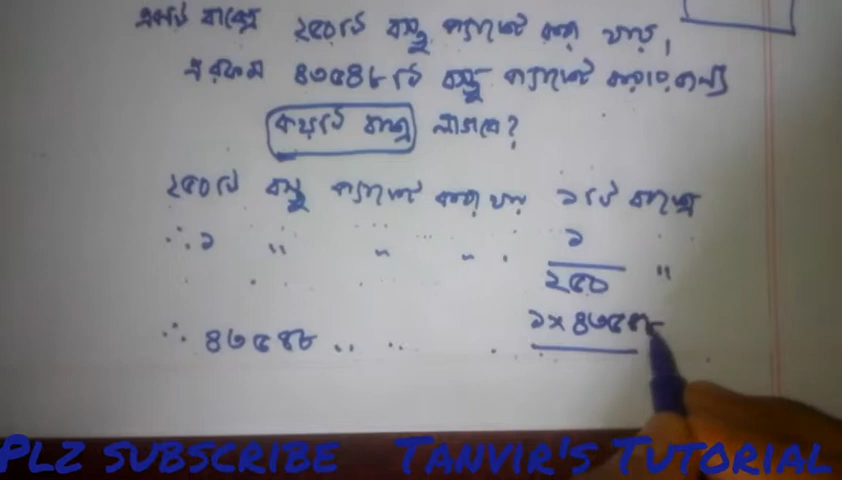 একটি বাক্সে ২৫০টি বস্তু প্যাকেট করা যায়,
এরকম ৪৩৫৪৮টি বস্তু প্যাকেট করার জন্য
কয়টি বাক্স লাগবে?
২৫০টি বস্তু প্যাকেট করা যায় ১টি বাক্সে
∴ ১ " " " ১
২৫০ "
∴ ৪৩৫৪৮ " " ১×৪৩৫৪৮
Plz subscribe Tanvir's Tutorial